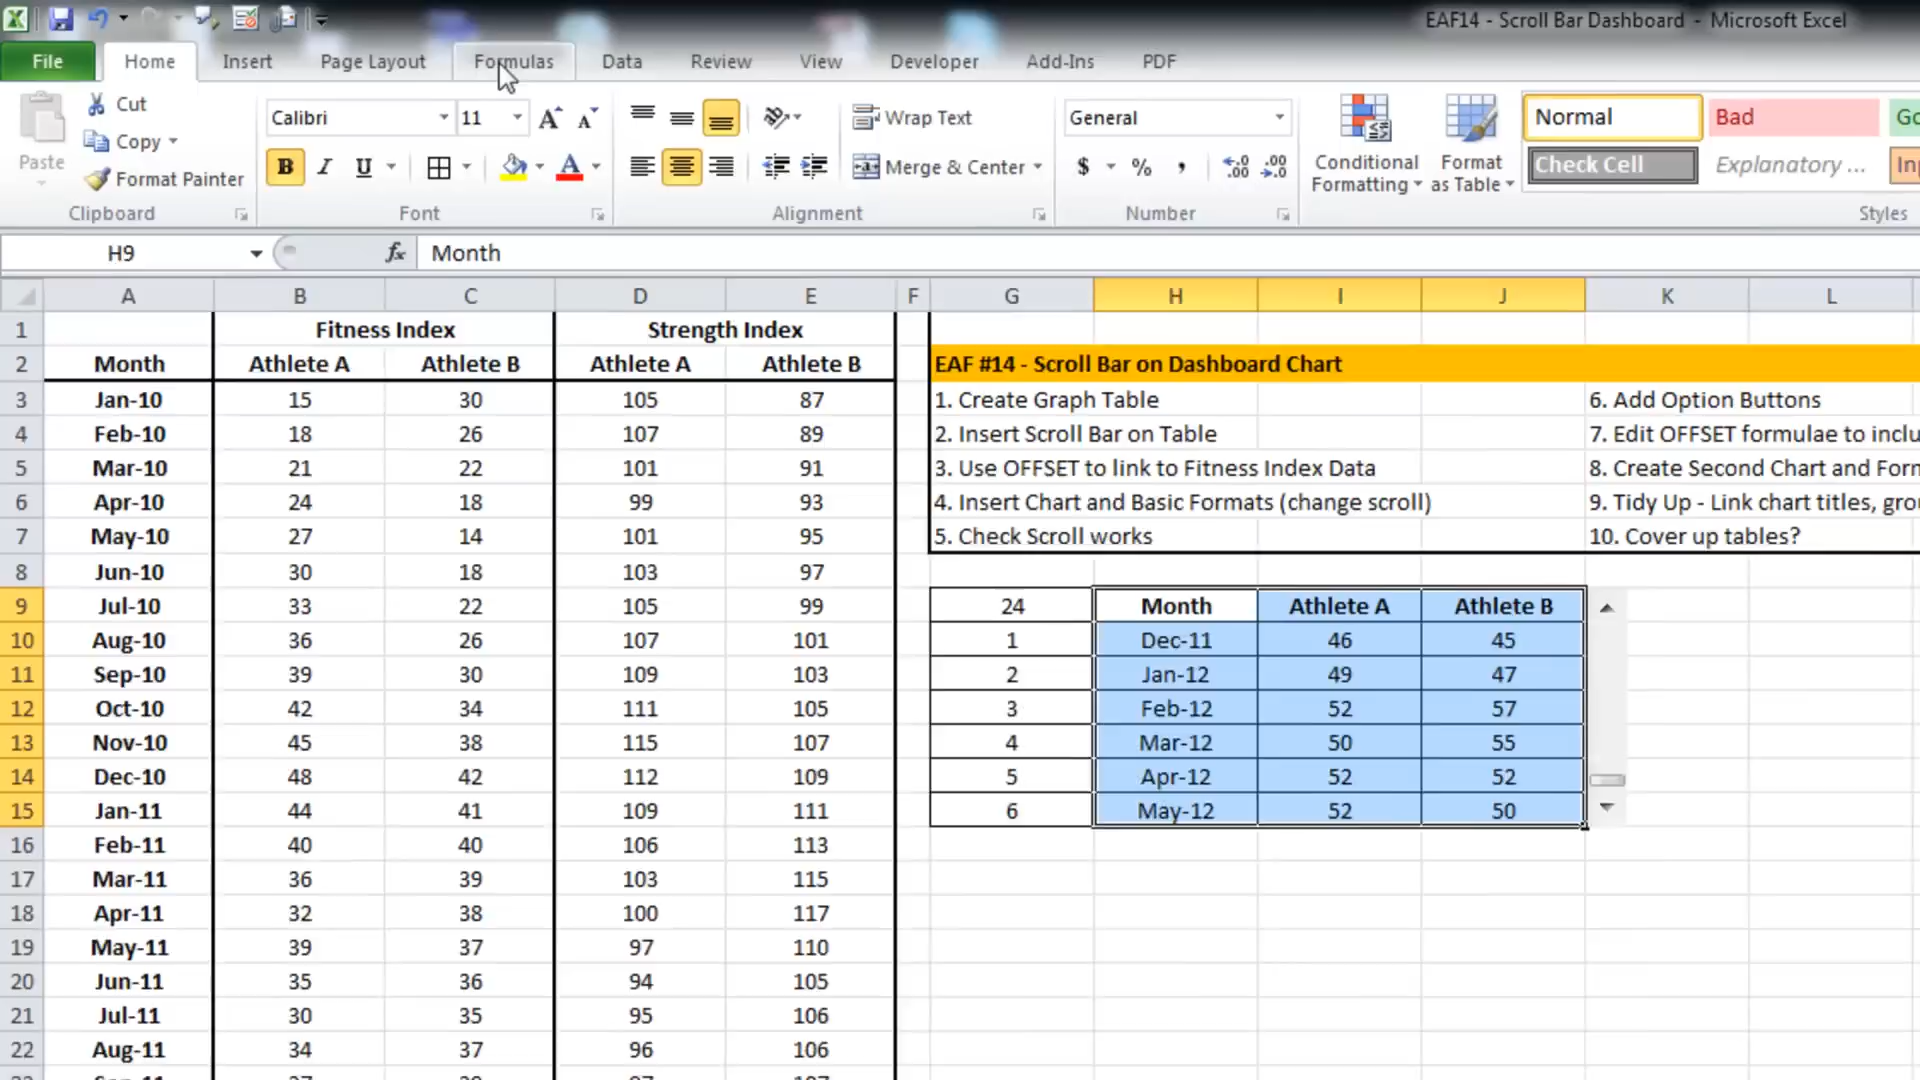 EAF14 - Scroll Bar Dashboard - Microsoft Excel
File Home Insert Page Layout Formulas Data Review View Developer Add-Ins PDF
Cut
Copy
Paste
Format Painter
Clipboard
Calibri 11
B I U
Font
Wrap Text
Merge & Center
Alignment
General
$ %
Number
Conditional Formatting
Format as Table
Normal Bad
Check Cell Explanatory ...
Styles
H9 fx Month
A B C D E F G H I J K L
1 Fitness Index Strength Index
2 Month Athlete A Athlete B Athlete A Athlete B EAF #14 - Scroll Bar on Dashboard Chart
3 Jan-10 15 30 105 87 1. Create Graph Table 6. Add Option Buttons
4 Feb-10 18 26 107 89 2. Insert Scroll Bar on Table 7. Edit OFFSET formulae to
5 Mar-10 21 22 101 91 3. Use OFFSET to link to Fitness Index Data 8. Create Second Chart and
6 Apr-10 24 18 99 93 4. Insert Chart and Basic Formats (change scroll) 9. Tidy Up - Link chart titles,
7 May-10 27 14 101 95 5. Check Scroll works 10. Cover up tables?
8 Jun-10 30 18 103 97
9 Jul-10 33 22 105 99 24 Month Athlete A Athlete B
10 Aug-10 36 26 107 101 1 Dec-11 46 45
11 Sep-10 39 30 109 103 2 Jan-12 49 47
12 Oct-10 42 34 111 105 3 Feb-12 52 57
13 Nov-10 45 38 115 107 4 Mar-12 50 55
14 Dec-10 48 42 112 109 5 Apr-12 52 52
15 Jan-11 44 41 109 111 6 May-12 52 50
16 Feb-11 40 40 106 113
17 Mar-11 36 39 103 115
18 Apr-11 32 38 100 117
19 May-11 39 37 97 110
20 Jun-11 35 36 94 105
21 Jul-11 30 35 95 106
22 Aug-11 34 37 96 106